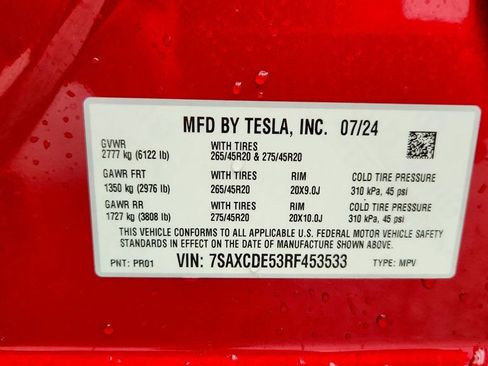 MFD BY TESLA, INC. 07/24
GVWR WITH TIRES
2777 kg (6122 lb) 265/45R20 & 275/45R20
GAWR FRT WITH TIRES RIM COLD TIRE PRESSURE
1350 kg (2976 lb) 265/45R20 20X9.0J 310 kPa, 45 psi
GAWR RR WITH TIRES RIM COLD TIRE PRESSURE
1727 kg (3808 lb) 275/45R20 20X10.0J 310 kPa, 45 psi
THIS VEHICLE CONFORMS TO ALL APPLICABLE U.S. FEDERAL MOTOR VEHICLE SAFETY
STANDARDS IN EFFECT ON THE DATE OF MANUFACTURE SHOWN ABOVE.
PNT: PR01 VIN: 7SAXCDE53RF453533 TYPE: MPV